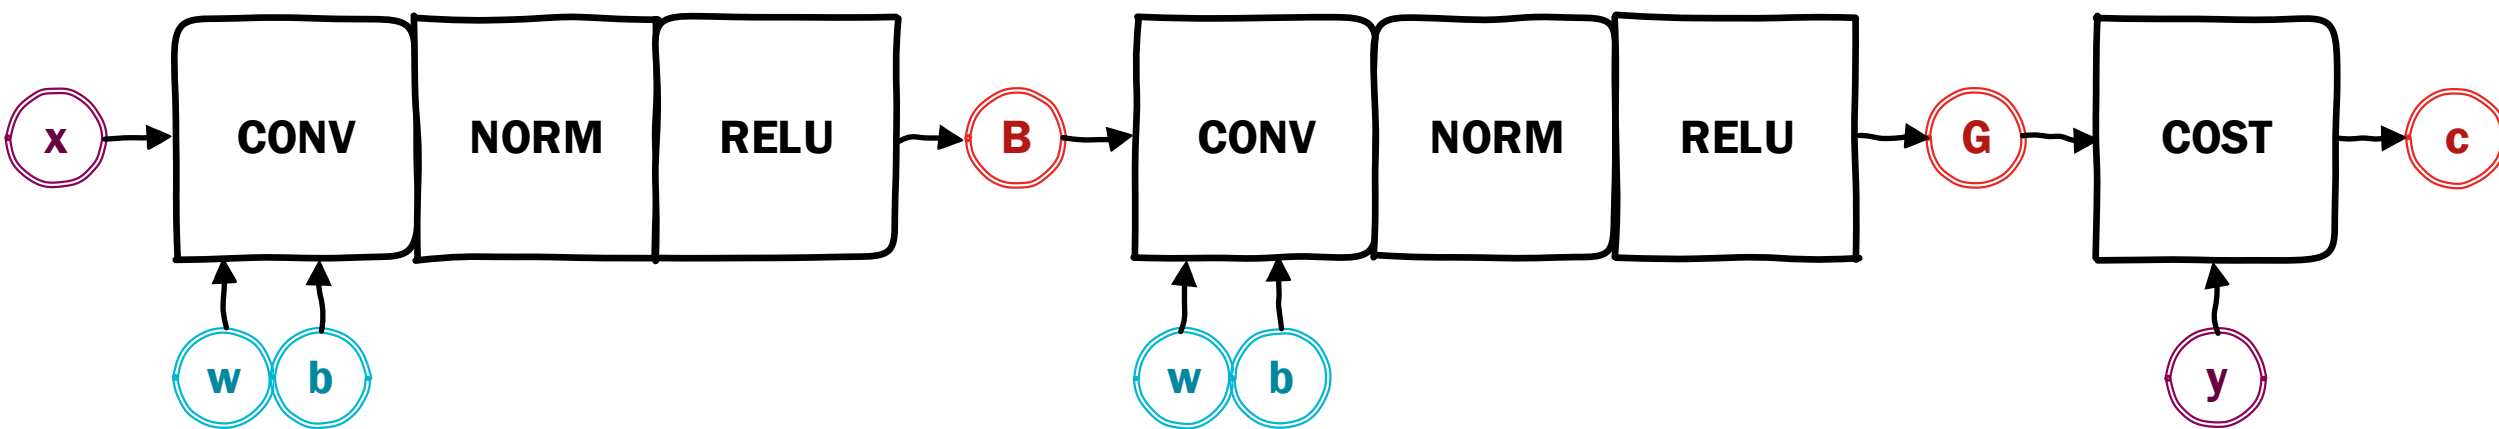 x CONV NORM RELU B CONV NORM RELU G COST c
w b w b y